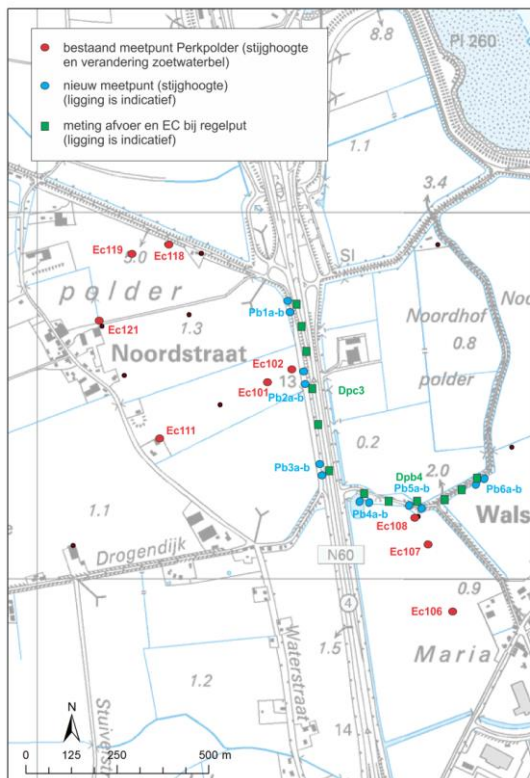 bestaand meetpunt Perkpolder (stijghoogte
en verandering zoetwaterbel)
nieuw meetpunt (stijghoogte)
(ligging is indicatief)
meting afvoer en EC bij regelput
(ligging is indicatief)
8.8
Pl 260
1.1
3.4
Ec119
Ec118
3.0
Sl
polder
Pb1a-b
Noordhof
Ec121
1.3
0.8
Noordstraat
Ec102
polder
13
Ec101
Dpc3
Pb2a-b
Ec111
0.2
Pb3a-b
Dpb4
2.0
Pb5a-b
Pb6a-b
Pb4a-b
Wals
1.1
Ec108
Drogendijk
N60
Ec107
0.9
4
Ec106
1.5
Maria
Waterstraat
1.2
14
N
0 125 250 500 m